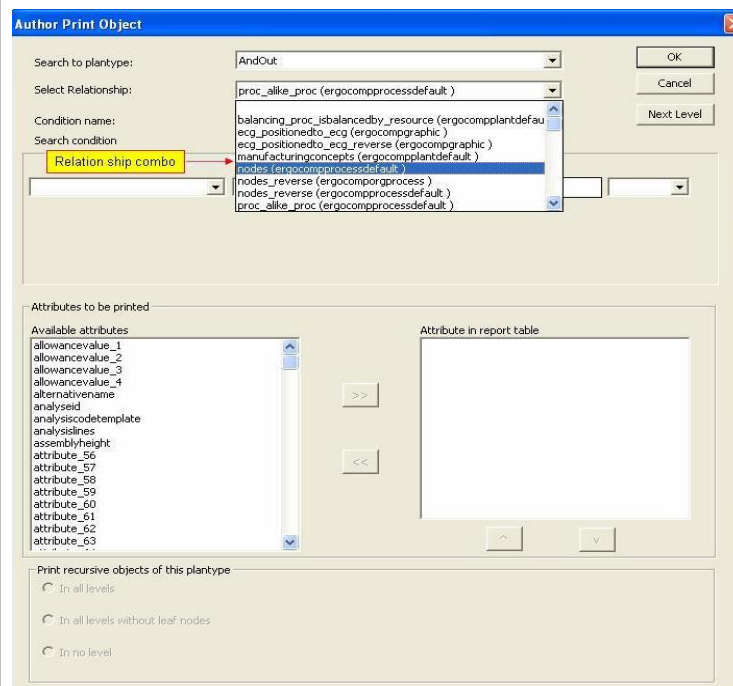 Author Print Object
Search to plantype:
AndOut
OK
Select Relationship:
proc_alike_proc (ergocompprocessdefault )
Cancel
Condition name:
Next Level
Search condition
balancing_proc_isbalancedby_resource (ergocompplantdefau
ecg_positionedto_ecg (ergocompgraphic )
ecg_positionedto_ecg_reverse (ergocompgraphic )
manufacturingconcepts (ergocompplantdefault )
nodes (ergocompprocessdefault )
nodes_reverse (ergocomporgprocess )
nodes_reverse (ergocompprocessdefault )
proc_alike_proc (ergocompprocessdefault )
Relation ship combo
Attributes to be printed
Available attributes
allowancevalue_1
allowancevalue_2
allowancevalue_3
allowancevalue_4
alternativename
analyseid
analysiscodetemplate
analysislines
assemblyheight
attribute_56
attribute_57
attribute_58
attribute_59
attribute_60
attribute_61
attribute_62
attribute_63
>>
<<
Attribute in report table
^
v
Print recursive objects of this plantype
In all levels
In all levels without leaf nodes
In no level